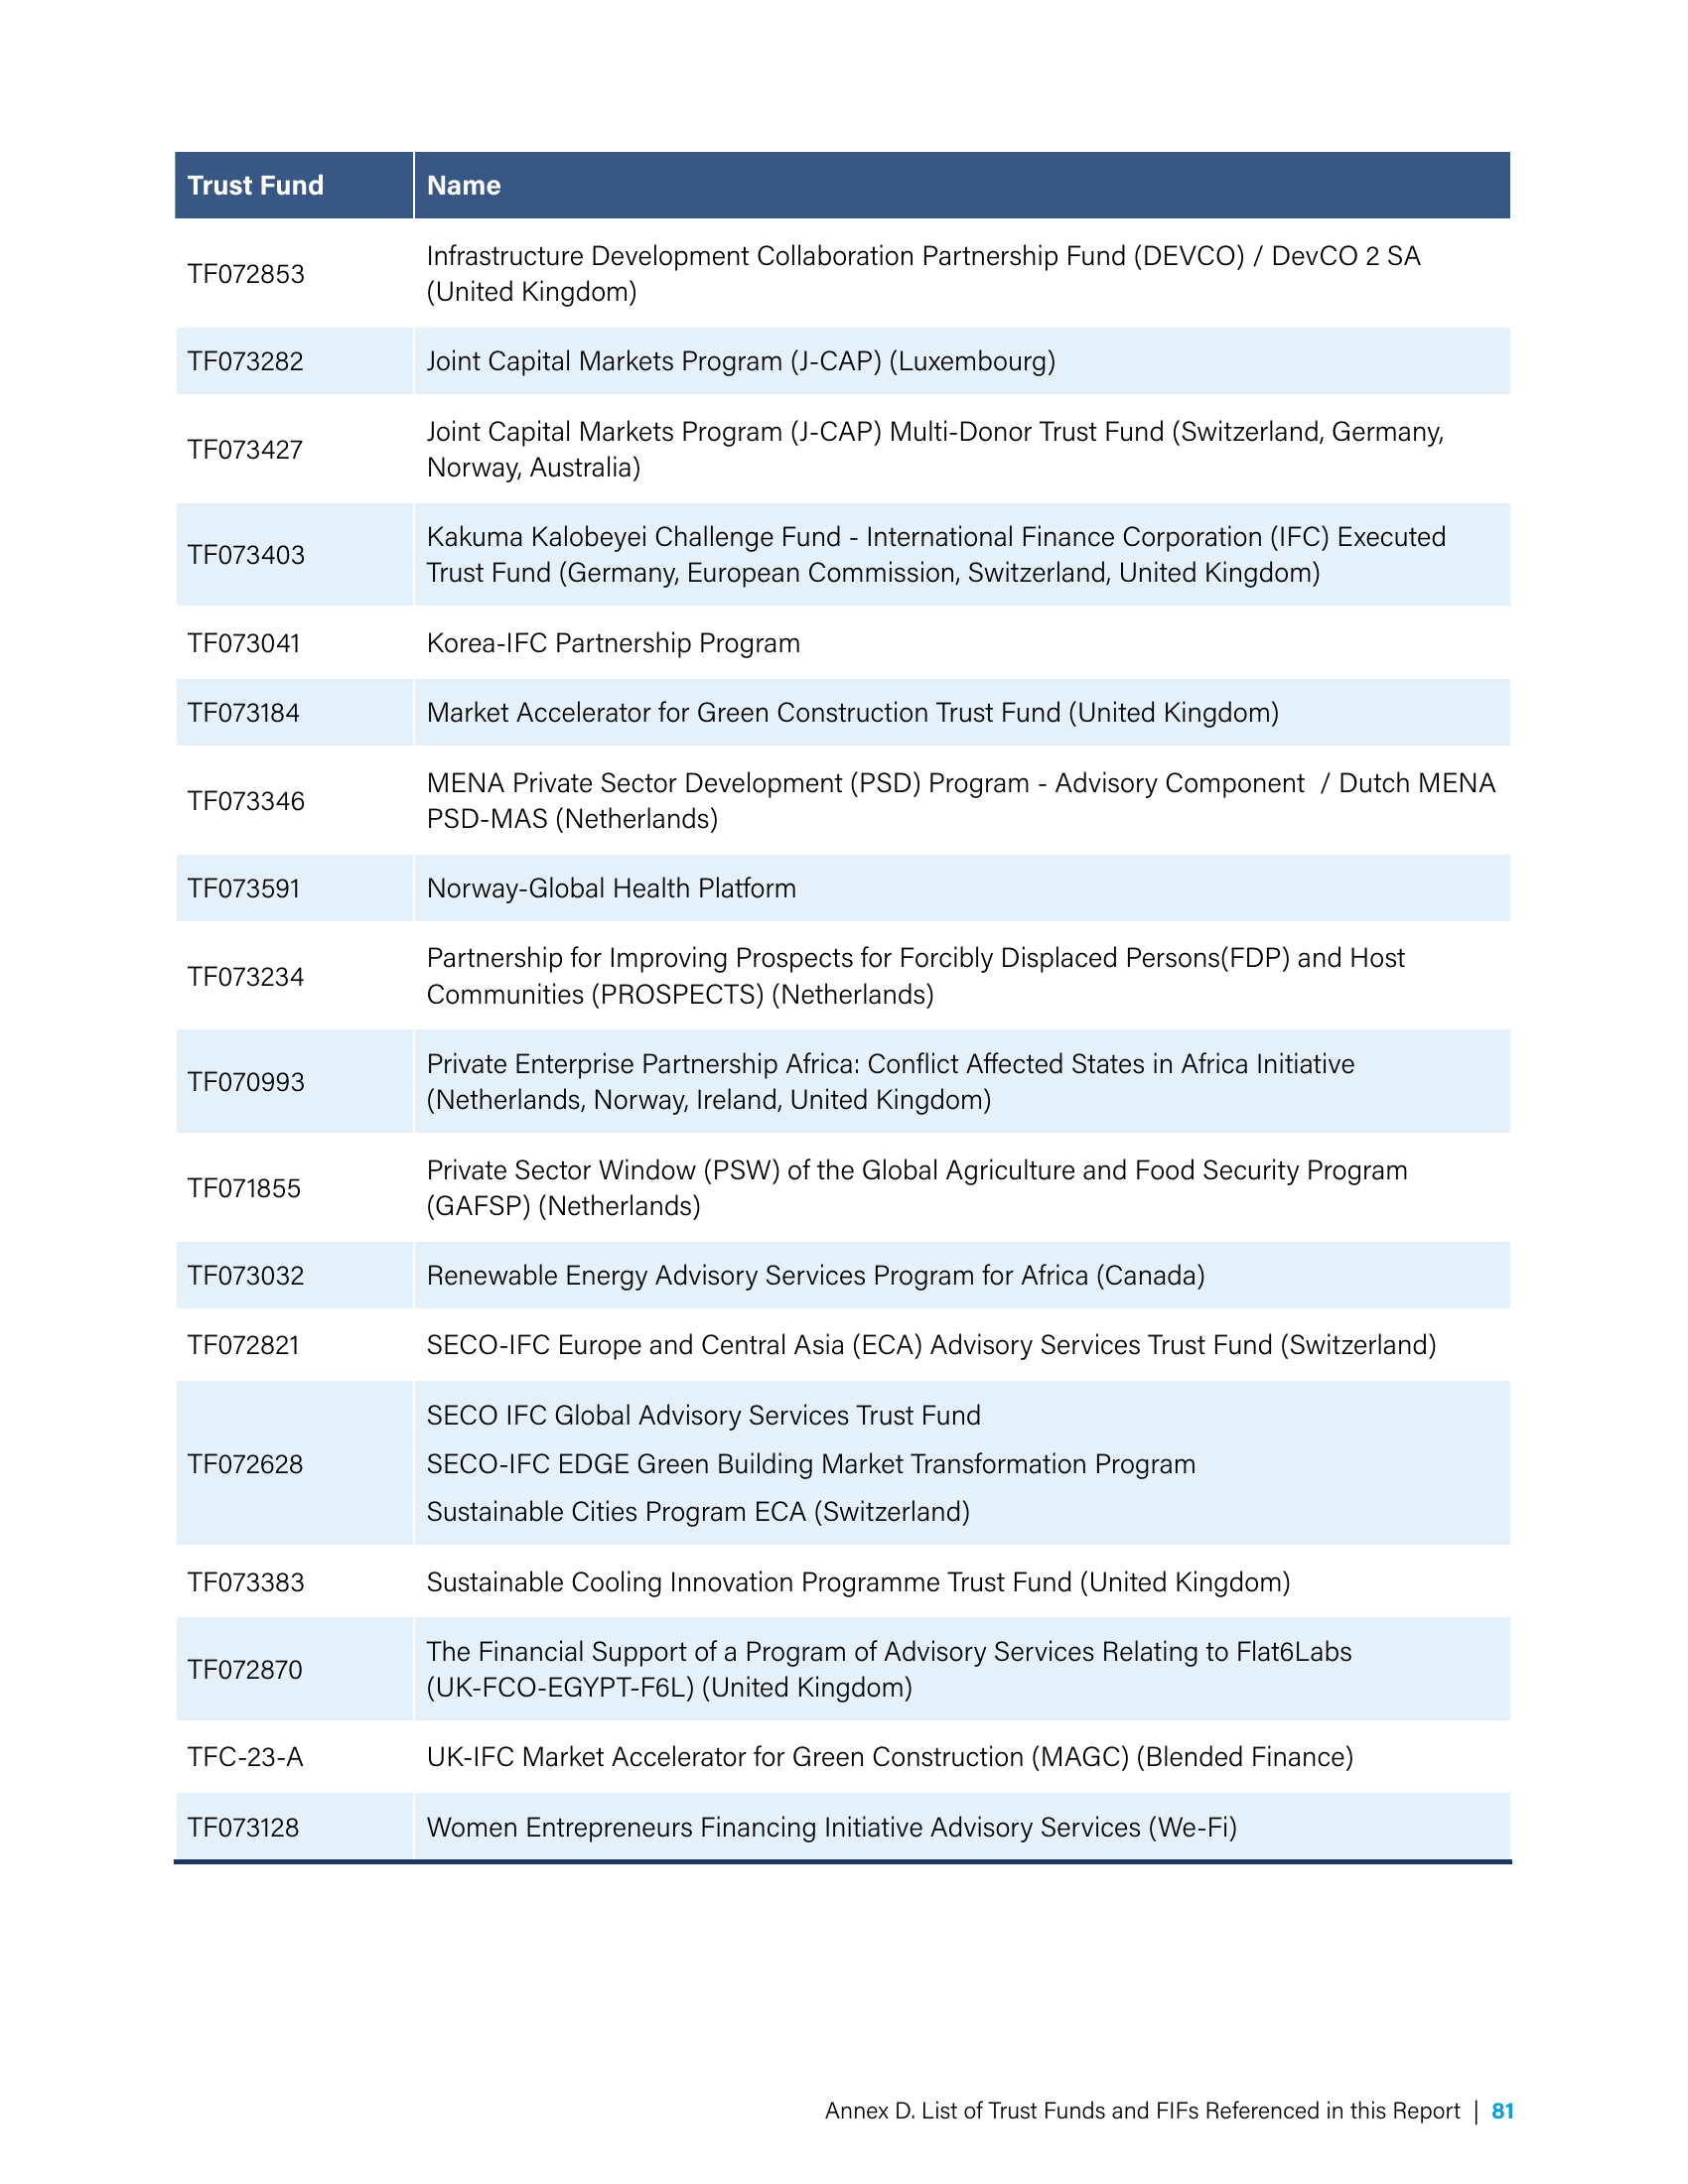 Trust Fund Name
TF072853 Infrastructure Development Collaboration Partnership Fund (DEVCO) / DevCO 2 SA
(United Kingdom)
TF073282 Joint Capital Markets Program (J-CAP) (Luxembourg)
TF073427 Joint Capital Markets Program (J-CAP) Multi-Donor Trust Fund (Switzerland, Germany,
Norway, Australia)
TF073403 Kakuma Kalobeyei Challenge Fund - International Finance Corporation (IFC) Executed
Trust Fund (Germany, European Commission, Switzerland, United Kingdom)
TF073041 Korea-IFC Partnership Program
TF073184 Market Accelerator for Green Construction Trust Fund (United Kingdom)
TF073346 MENA Private Sector Development (PSD) Program - Advisory Component / Dutch MENA
PSD-MAS (Netherlands)
TF073591 Norway-Global Health Platform
TF073234 Partnership for Improving Prospects for Forcibly Displaced Persons(FDP) and Host
Communities (PROSPECTS) (Netherlands)
TF070993 Private Enterprise Partnership Africa: Conflict Affected States in Africa Initiative
(Netherlands, Norway, Ireland, United Kingdom)
TF071855 Private Sector Window (PSW) of the Global Agriculture and Food Security Program
(GAFSP) (Netherlands)
TF073032 Renewable Energy Advisory Services Program for Africa (Canada)
TF072821 SECO-IFC Europe and Central Asia (ECA) Advisory Services Trust Fund (Switzerland)
SECO IFC Global Advisory Services Trust Fund
TF072628 SECO-IFC EDGE Green Building Market Transformation Program
Sustainable Cities Program ECA (Switzerland)
TF073383 Sustainable Cooling Innovation Programme Trust Fund (United Kingdom)
TF072870 The Financial Support of a Program of Advisory Services Relating to Flat6Labs
(UK-FCO-EGYPT-F6L) (United Kingdom)
TFC-23-A UK-IFC Market Accelerator for Green Construction (MAGC) (Blended Finance)
TF073128 Women Entrepreneurs Financing Initiative Advisory Services (We-Fi)
Annex D. List of Trust Funds and FIFs Referenced in this Report | 81